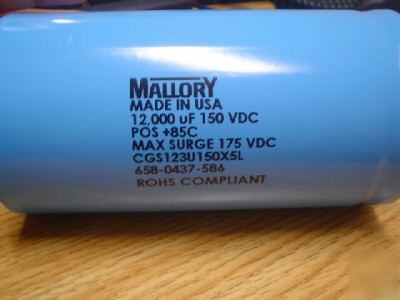 MALLORY
MADE IN USA
12,000 uF 150 VDC
POS +85C
MAX SURGE 175 VDC
CGS123U150X5L
658-0437-586
ROHS COMPLIANT